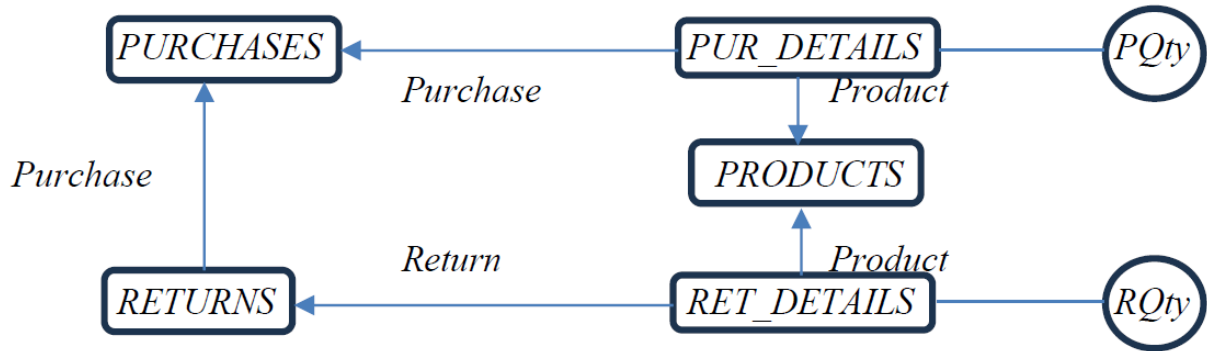 PURCHASES
PUR_DETAILS
PQty
Purchase
Product
Purchase
PRODUCTS
Return
Product
RETURNS
RET_DETAILS
RQty